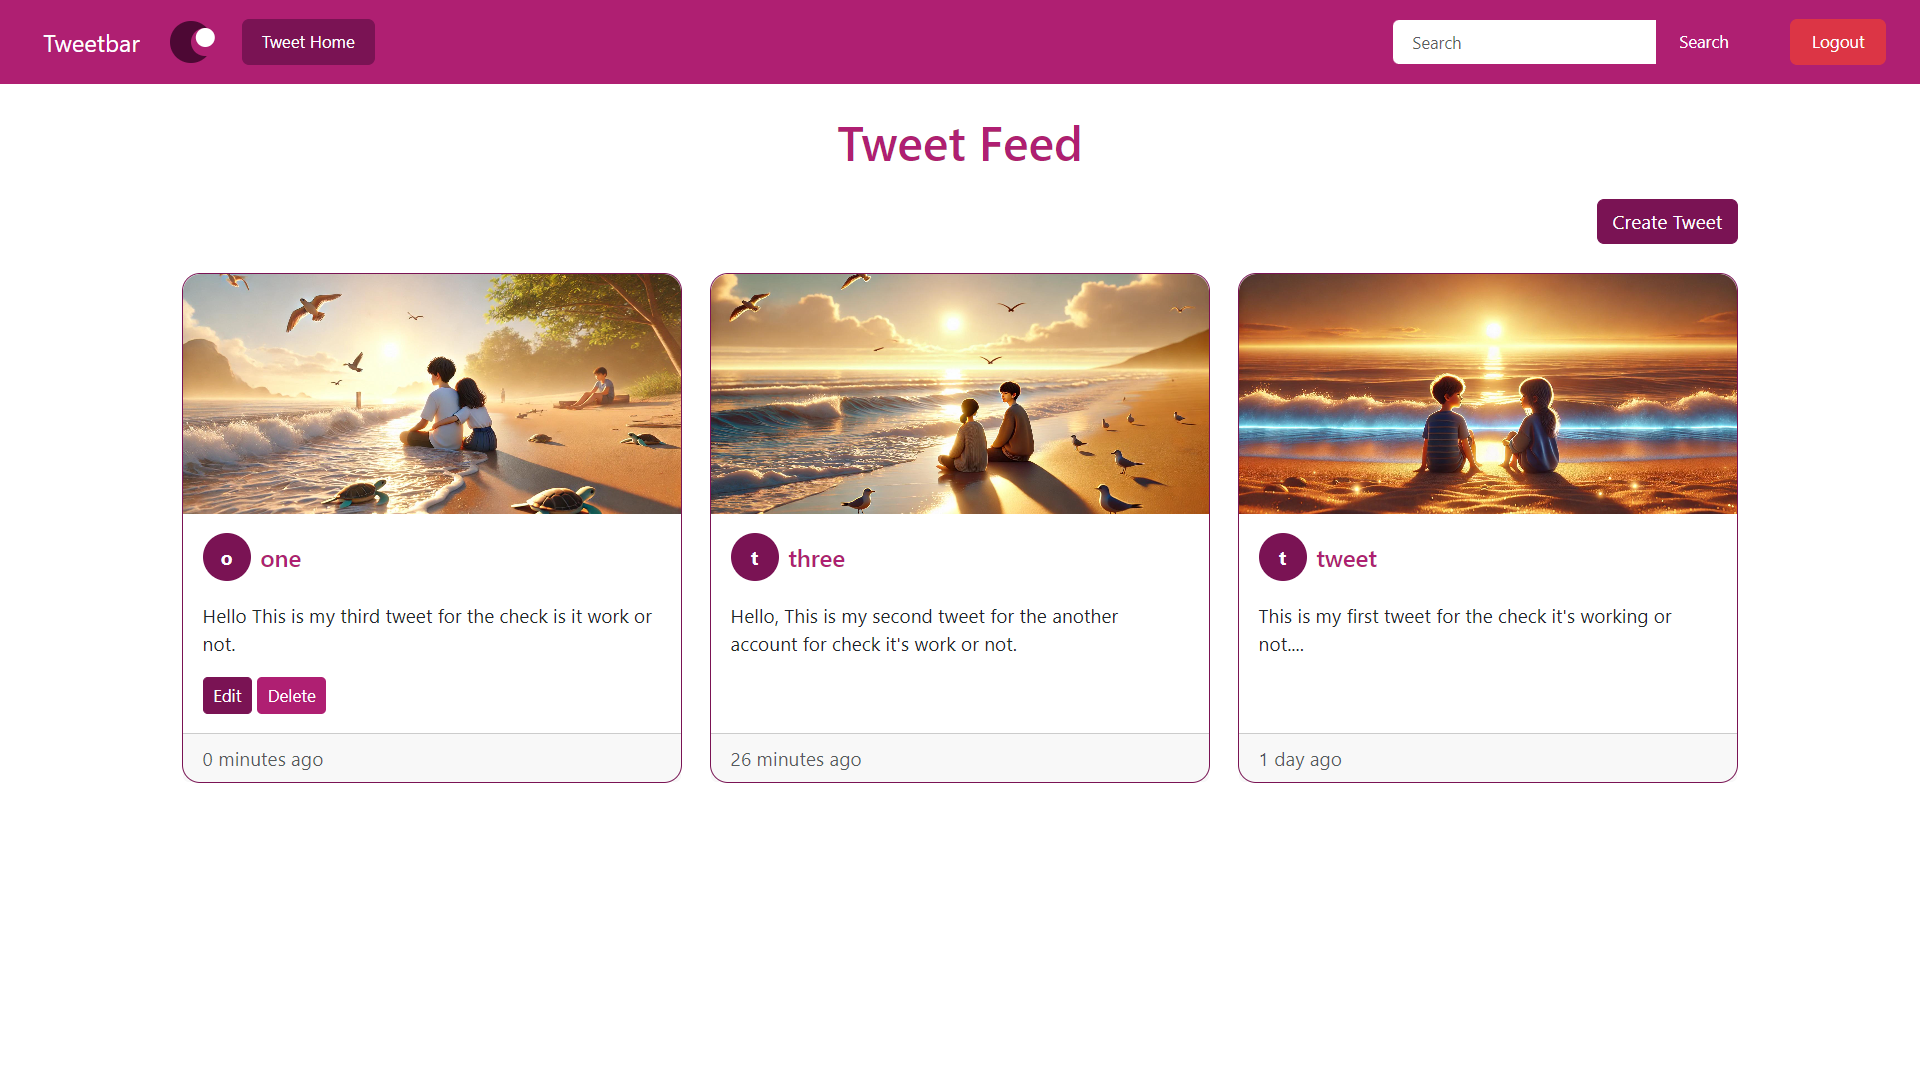 Tweetbar
Tweet Home
Search
Search
Logout
Tweet Feed
Create Tweet
o one
Hello This is my third tweet for the check is it work or
not.
Edit Delete
0 minutes ago
t three
Hello, This is my second tweet for the another
account for check it's work or not.
26 minutes ago
t tweet
This is my first tweet for the check it's working or
not....
1 day ago